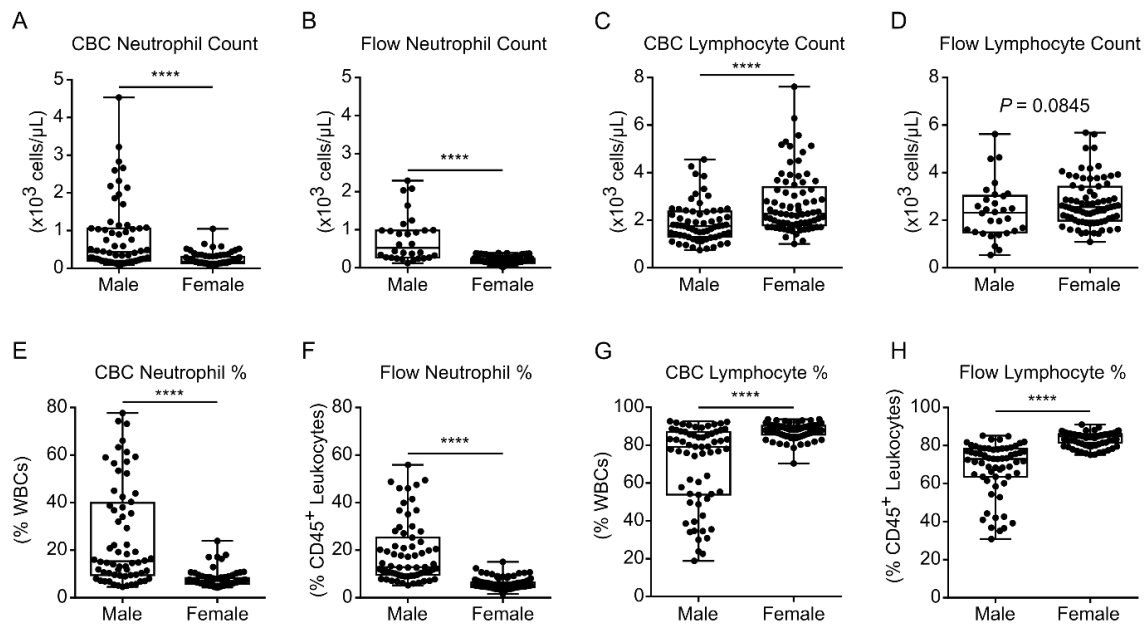 A
CBC Neutrophil Count
****
(x10³ cells/µL)
5
4
3
2
1
0
Male Female
B
Flow Neutrophil Count
****
(x10³ cells/µL)
5
4
3
2
1
0
Male Female
C
CBC Lymphocyte Count
****
(x10³ cells/µL)
8
6
4
2
0
Male Female
D
Flow Lymphocyte Count
P = 0.0845
(x10³ cells/µL)
8
6
4
2
0
Male Female
E
CBC Neutrophil %
****
(% WBCs)
80
60
40
20
0
Male Female
F
Flow Neutrophil %
****
(% CD45⁺ Leukocytes)
80
60
40
20
0
Male Female
G
CBC Lymphocyte %
****
(% WBCs)
100
80
60
40
20
0
Male Female
H
Flow Lymphocyte %
****
(% CD45⁺ Leukocytes)
100
80
60
40
20
0
Male Female